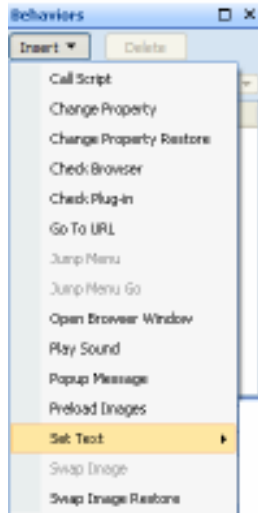 Behaviors
Insert
Delete
Call Script
Change Property
Change Property Restore
Check Browser
Check Plug-in
Go To URL
Jump Menu
Jump Menu Go
Open Browser Window
Play Sound
Popup Message
Preload Images
Set Text
Swap Image
Swap Image Restore